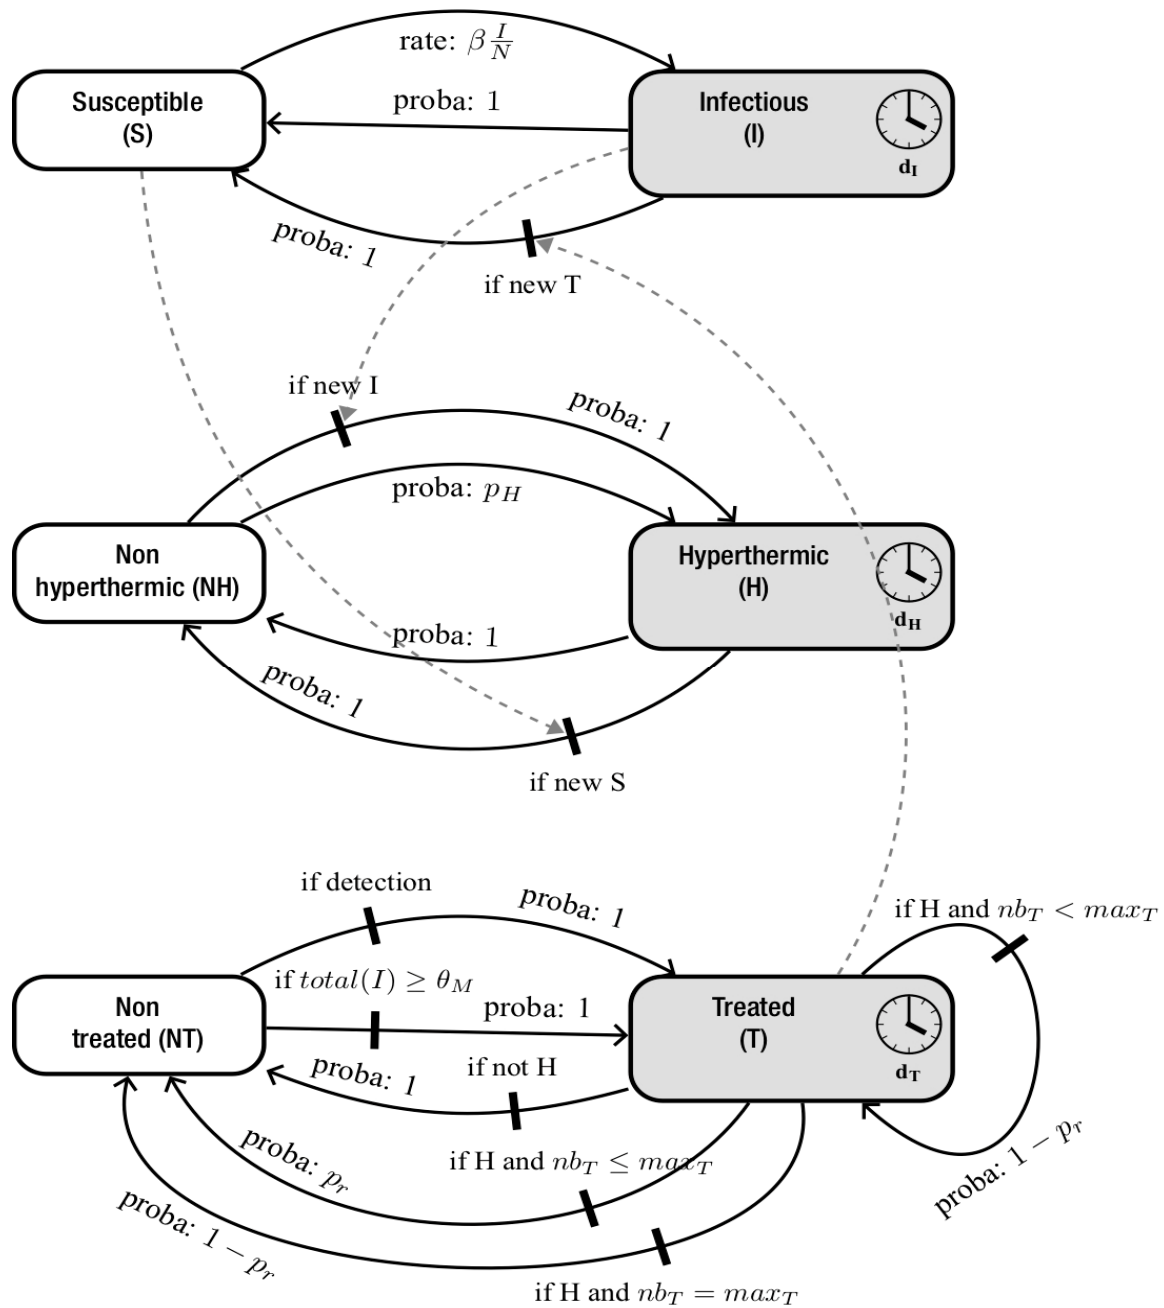 rate: β I/N
Susceptible
(S)
proba: 1
Infectious
(I)
d_I
proba: 1
if new T
if new I
proba: 1
proba: p_H
Non
hyperthermic (NH)
Hyperthermic
(H)
d_H
proba: 1
proba: 1
if new S
if detection
proba: 1
if H and nb_T < max_T
if total(I) ≥ θ_M
proba: 1
Non
treated (NT)
Treated
(T)
d_T
if not H
proba: 1
if H and nb_T ≤ max_T
proba: p_r
proba: 1 − p_r
proba: 1 − p_r
if H and nb_T = max_T